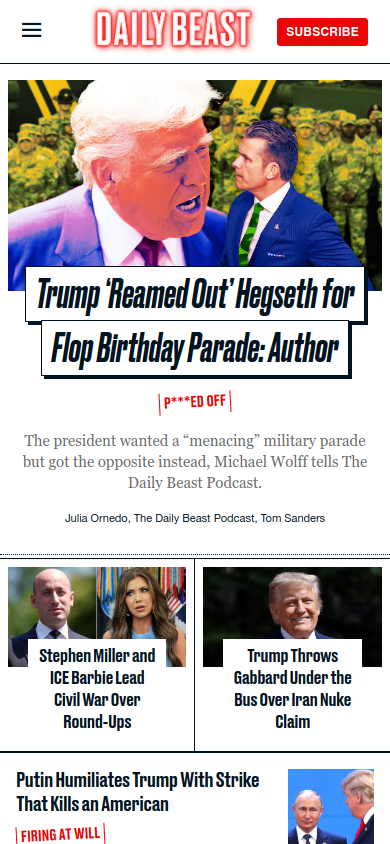 DAILY BEAST
SUBSCRIBE
Trump ‘Reamed Out’ Hegseth for
Flop Birthday Parade: Author
P***ED OFF
The president wanted a “menacing” military parade
but got the opposite instead, Michael Wolff tells The
Daily Beast Podcast.
Julia Ornedo, The Daily Beast Podcast, Tom Sanders
Stephen Miller and
ICE Barbie Lead
Civil War Over
Round-Ups
Trump Throws
Gabbard Under the
Bus Over Iran Nuke
Claim
Putin Humiliates Trump With Strike
That Kills an American
FIRING AT WILL